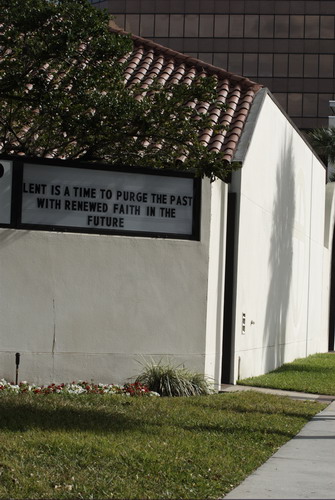 LENT IS A TIME TO PURGE THE PAST
WITH RENEWED FAITH IN THE
FUTURE